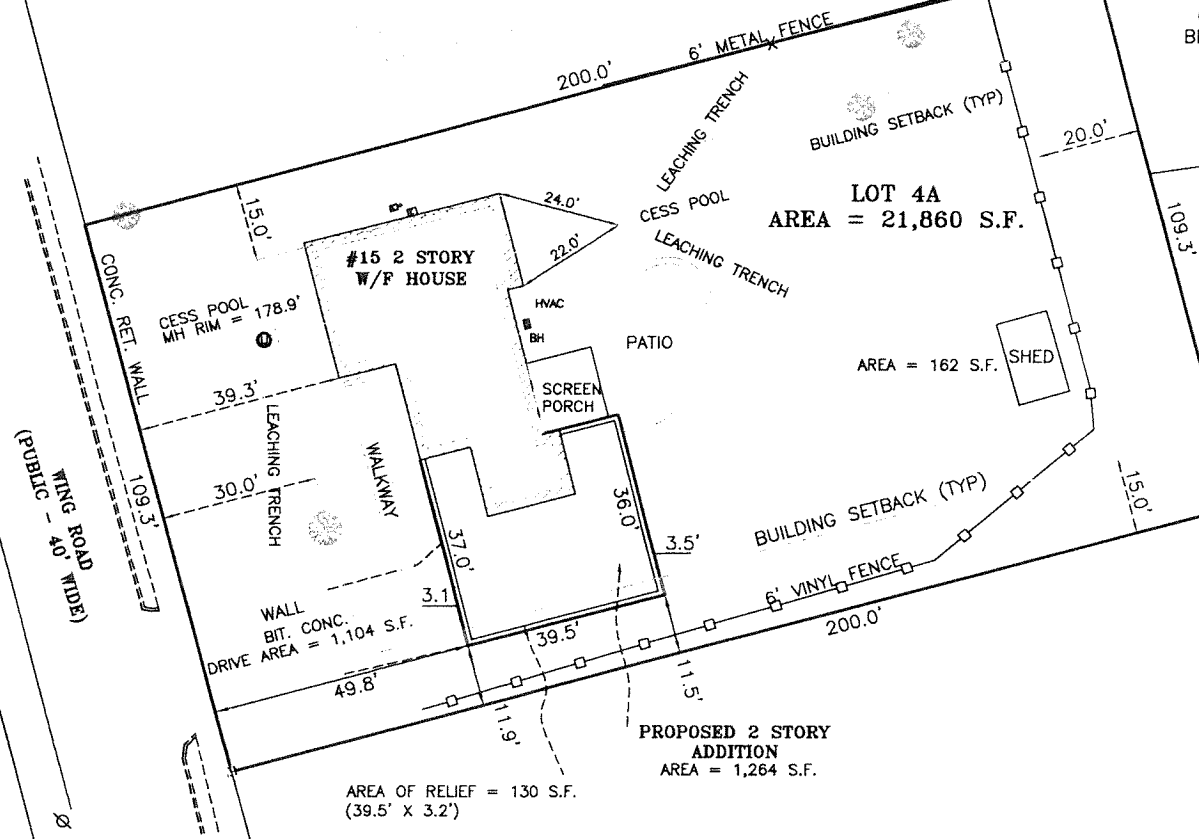 6' METAL FENCE
200.0'
LEACHING TRENCH
BUILDING SETBACK (TYP)
20.0'
15.0'
24.0'
CESS POOL
LOT 4A
AREA = 21,860 S.F.
22.0'
LEACHING TRENCH
109.3'
#15 2 STORY
W/F HOUSE
CONC. RET. WALL
CESS POOL
MH RIM = 178.9'
HVAC
BH
PATIO
AREA = 162 S.F.
SHED
SCREEN
PORCH
39.3'
LEACHING TRENCH
WALKWAY
30.0'
109.3'
WING ROAD
(PUBLIC - 40' WIDE)
36.0'
37.0'
3.5'
3.1
BUILDING SETBACK (TYP)
15.0'
6' VINYL FENCE
200.0'
WALL
BIT. CONC.
DRIVE AREA = 1,104 S.F.
39.5'
49.8'
11.5'
11.9'
PROPOSED 2 STORY
ADDITION
AREA = 1,264 S.F.
AREA OF RELIEF = 130 S.F.
(39.5' X 3.2')